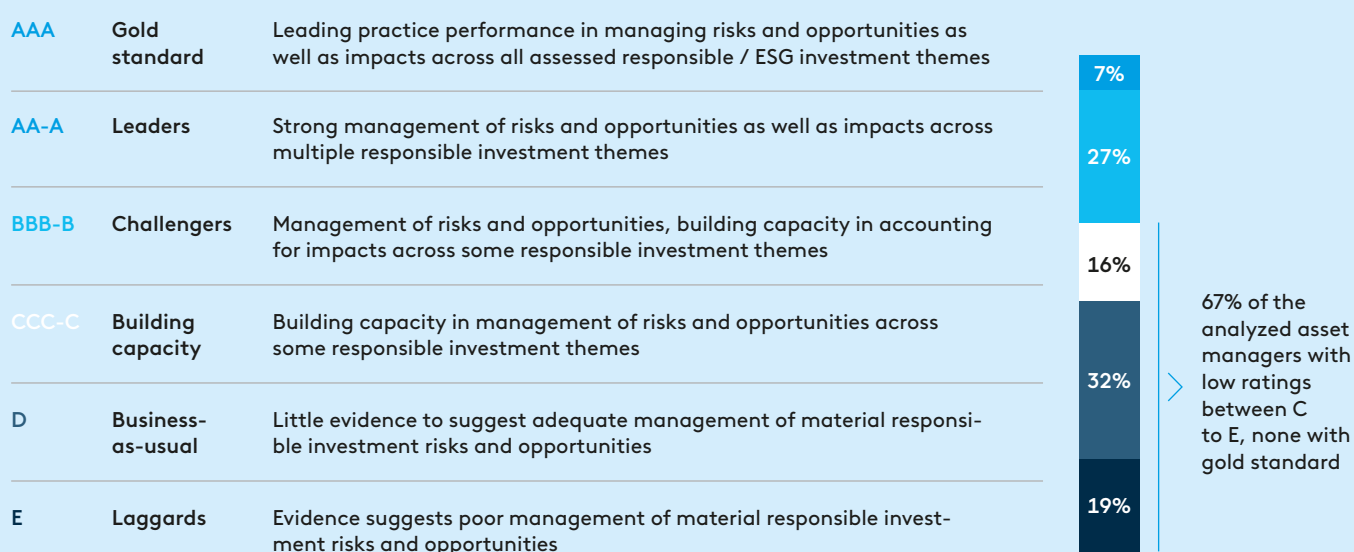 AAA
Gold
standard
Leading practice performance in managing risks and opportunities as
well as impacts across all assessed responsible / ESG investment themes
AA-A
Leaders
Strong management of risks and opportunities as well as impacts across
multiple responsible investment themes
BBB-B
Challengers
Management of risks and opportunities, building capacity in accounting
for impacts across some responsible investment themes
CCC-C
Building
capacity
Building capacity in management of risks and opportunities across
some responsible investment themes
D
Business-
as-usual
Little evidence to suggest adequate management of material responsi-
ble investment risks and opportunities
E
Laggards
Evidence suggests poor management of material responsible invest-
ment risks and opportunities
7%
27%
16%
32%
19%
67% of the
analyzed asset
managers with
low ratings
between C
to E, none with
gold standard